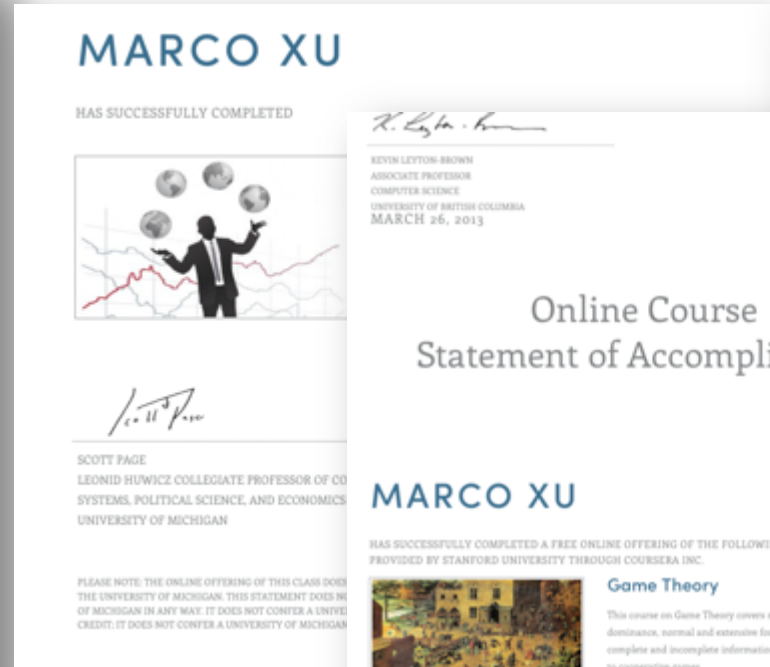 MARCO XU
HAS SUCCESSFULLY COMPLETED
SCOTT PAGE
LEONID HUWICZ COLLEGIATE PROFESSOR OF CO
SYSTEMS, POLITICAL SCIENCE, AND ECONOMICS
UNIVERSITY OF MICHIGAN
PLEASE NOTE: THE ONLINE OFFERING OF THIS CLASS DOES
THE UNIVERSITY OF MICHIGAN. THIS STATEMENT DOES NO
OF MICHIGAN IN ANY WAY. IT DOES NOT CONFER A UNIVE
CREDIT; IT DOES NOT CONFER A UNIVERSITY OF MICHIGAN
KEVIN LEYTON-BROWN
ASSOCIATE PROFESSOR
COMPUTER SCIENCE
UNIVERSITY OF BRITISH COLUMBIA
MARCH 26, 2013
Online Course
Statement of Accompli
MARCO XU
HAS SUCCESSFULLY COMPLETED A FREE ONLINE OFFERING OF THE FOLLOWI
PROVIDED BY STANFORD UNIVERSITY THROUGH COURSERA INC.
Game Theory
This course on Game Theory covers
dominance, normal and extensive fo
complete and incomplete informatio
to cooperative games